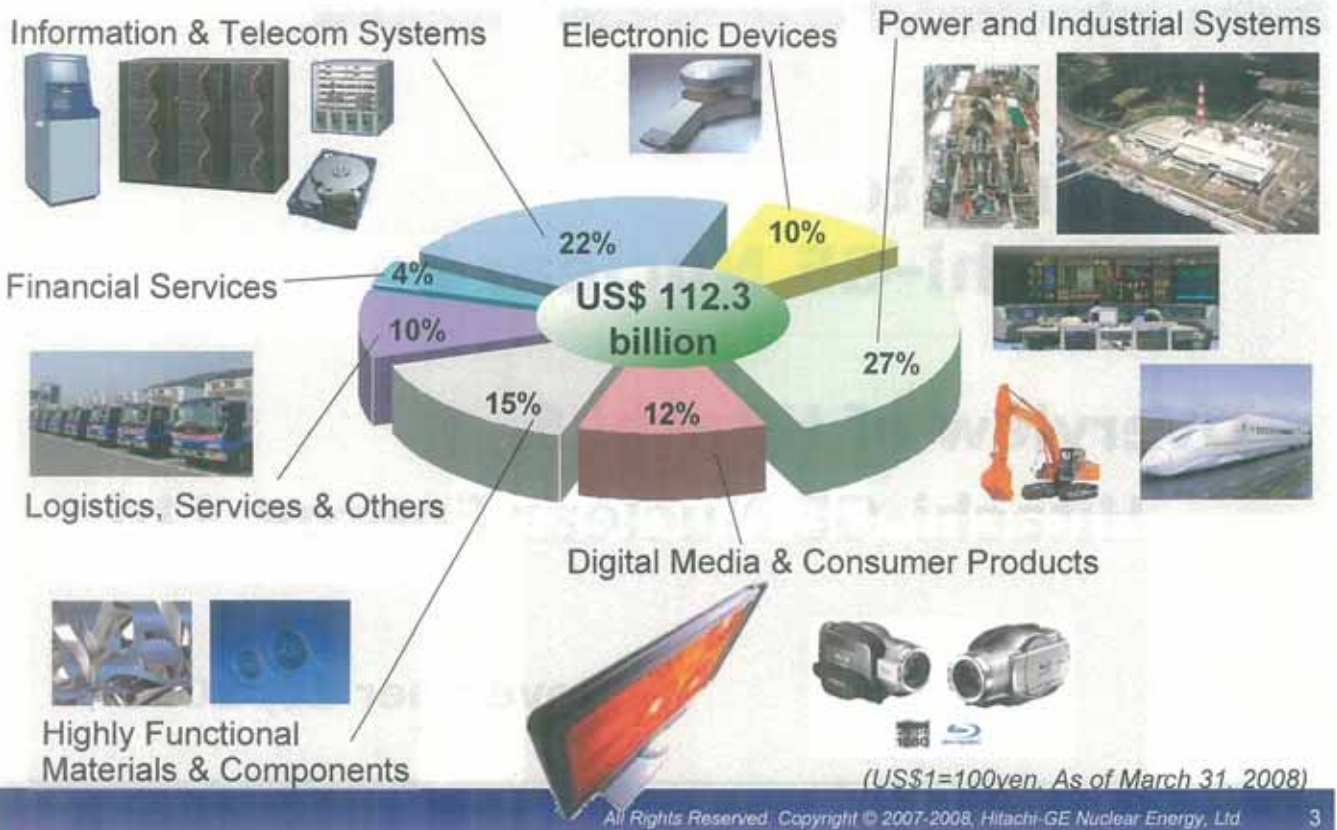 Information & Telecom Systems
Electronic Devices
Power and Industrial Systems
22%
10%
4%
Financial Services
US$ 112.3
billion
10%
27%
15%
12%
Logistics, Services & Others
Digital Media & Consumer Products
Highly Functional
Materials & Components
(US$1=100yen, As of March 31, 2008)
All Rights Reserved. Copyright © 2007-2008, Hitachi-GE Nuclear Energy, Ltd
3